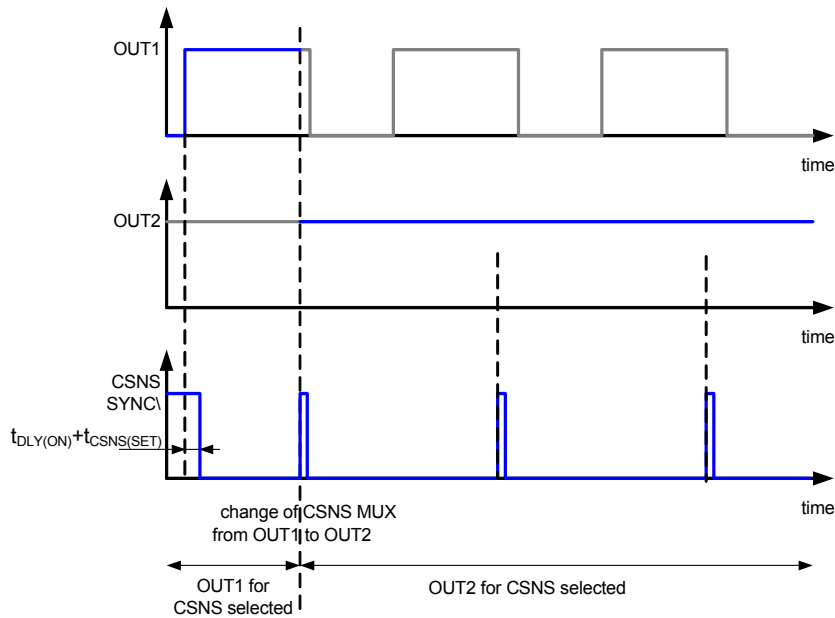 OUT1
time
OUT2
time
CSNS
SYNC\
tDLY(ON)+tCSNS(SET)
time
change of CSNS MUX
from OUT1 to OUT2
OUT1 for
CSNS selected
OUT2 for CSNS selected